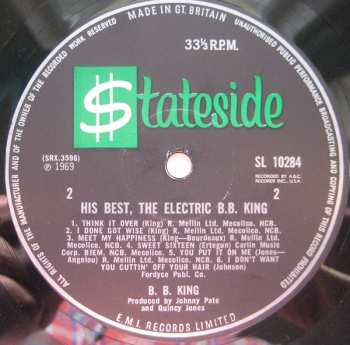 MADE IN GT. BRITAIN
ALL RIGHTS OF THE MANUFACTURER AND OF THE OWNER OF THE RECORDED WORK RESERVED
UNAUTHORISED PUBLIC PERFORMANCE BROADCASTING AND COPYING OF THIS RECORD PROHIBITED
33⅓ R.P.M.
$tateside
(SRX.3596)
℗ 1969
SL 10284
RECORDED BY A.B.C.
RECORDS INC., U.S.A.
2
2
HIS BEST, THE ELECTRIC B.B. KING
1. THINK IT OVER (King) R. Mellin Ltd. Mecolico. NCB.
2. I DONE GOT WISE (King) R. Mellin Ltd. Mecolico. NCB.
3. MEET MY HAPPINESS (King—Bourdeaux) R. Mellin Ltd.
Mecolico. NCB. 4. SWEET SIXTEEN (Ertegun) Carlin Music
Corp. BIEM. NCB. 5. YOU PUT IT ON ME (Jones—
Angelou) R. Mellin Ltd. Mecolico. NCB. 6. I DON'T WANT
YOU CUTTIN' OFF YOUR HAIR (Johnson)
Fordyce Publ. Co.
B. B. KING
Produced by Johnny Pate and
Quincy Jones
E.M.I. RECORDS LIMITED